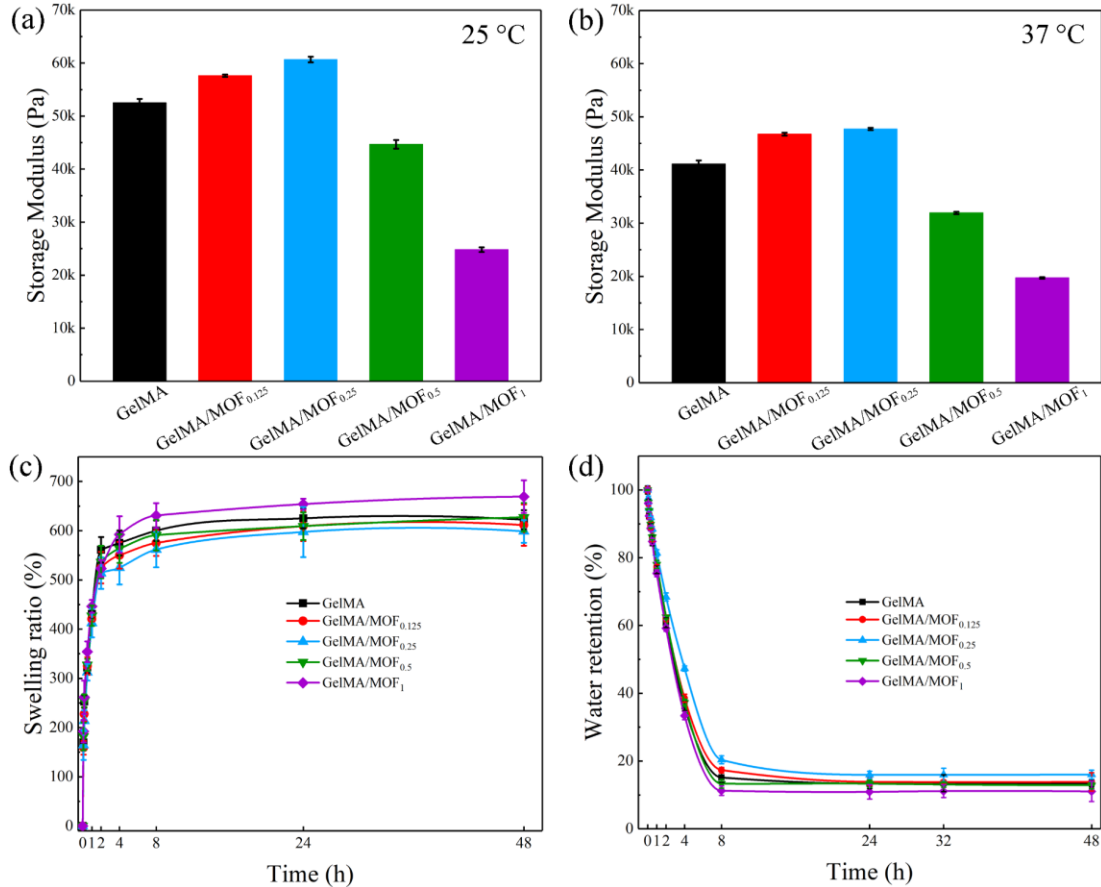 (a)
25 °C
Storage Modulus (Pa)
70k
60k
50k
40k
30k
20k
10k
0
GelMA
GelMA/MOF0.125
GelMA/MOF0.25
GelMA/MOF0.5
GelMA/MOF1
(b)
37 °C
Storage Modulus (Pa)
70k
60k
50k
40k
30k
20k
10k
0
GelMA
GelMA/MOF0.125
GelMA/MOF0.25
GelMA/MOF0.5
GelMA/MOF1
(c)
Swelling ratio (%)
700
600
500
400
300
200
100
0
GelMA
GelMA/MOF0.125
GelMA/MOF0.25
GelMA/MOF0.5
GelMA/MOF1
0 1 2 4 8 24 48
Time (h)
(d)
Water retention (%)
100
80
60
40
20
0
GelMA
GelMA/MOF0.125
GelMA/MOF0.25
GelMA/MOF0.5
GelMA/MOF1
0 1 2 4 8 24 32 48
Time (h)